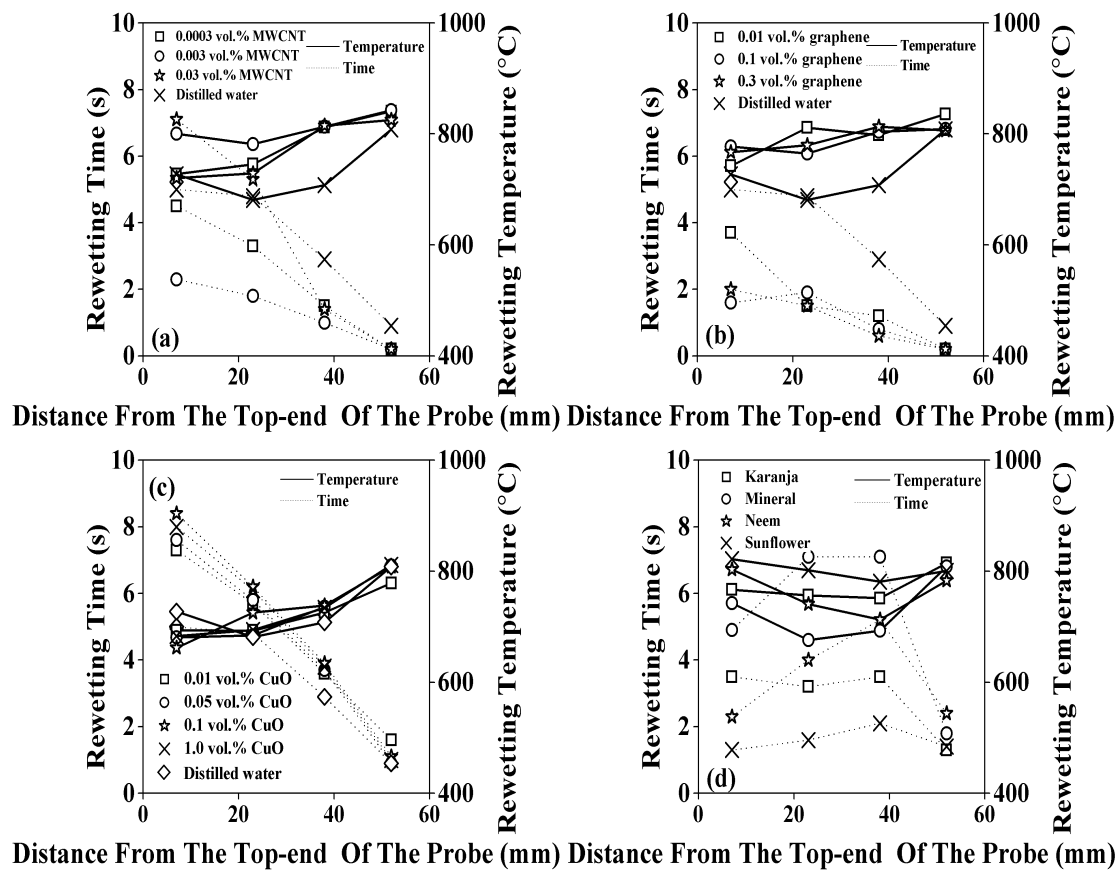 10
8
6
4
2
0
Rewetting Time (s)
0.0003 vol.% MWCNT
0.003 vol.% MWCNT
0.03 vol.% MWCNT
Distilled water
Temperature
Time
(a)
1000
800
600
400
Rewetting Temperature (°C)
0 20 40 60
Distance From The Top-end Of The Probe (mm)
10
8
6
4
2
0
Rewetting Time (s)
0.01 vol.% graphene
0.1 vol.% graphene
0.3 vol.% graphene
Distilled water
Temperature
Time
(b)
1000
800
600
400
Rewetting Temperature (°C)
0 20 40 60
Distance From The Top-end Of The Probe (mm)
10
8
6
4
2
0
Rewetting Time (s)
(c)
Temperature
Time
0.01 vol.% CuO
0.05 vol.% CuO
0.1 vol.% CuO
1.0 vol.% CuO
Distilled water
1000
800
600
400
Rewetting Temperature (°C)
0 20 40 60
Distance From The Top-end Of The Probe (mm)
10
8
6
4
2
0
Rewetting Time (s)
Karanja
Mineral
Neem
Sunflower
Temperature
Time
(d)
1000
800
600
400
Rewetting Temperature (°C)
0 20 40 60
Distance From The Top-end Of The Probe (mm)